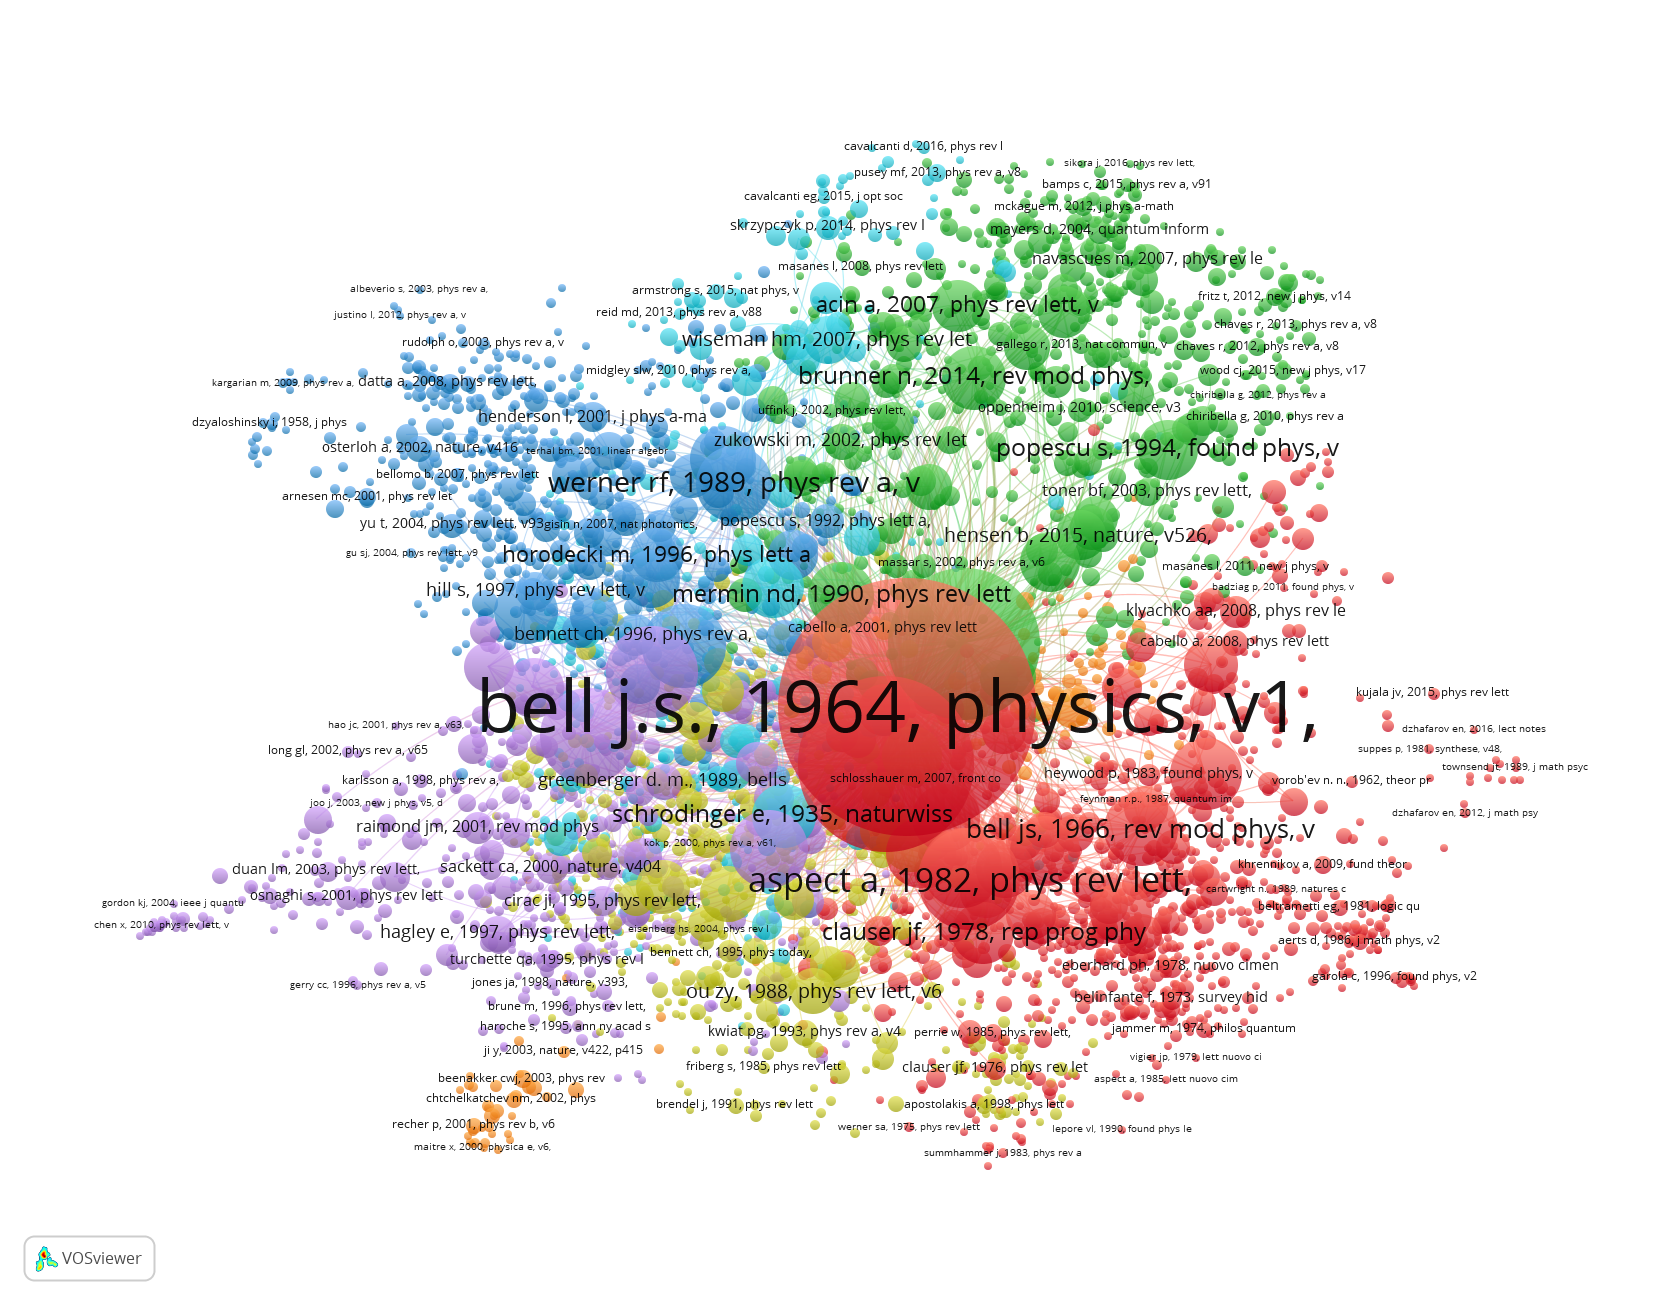 cavalcanti d, 2016, phys rev l
sikora j, 2016, phys rev lett,
pusey mf, 2013, phys rev a, v8
bamps c, 2015, phys rev a, v91
cavalcanti eg, 2015, j opt soc
mckague m, 2012, j phys a-math
skrzypczyk p, 2014, phys rev l
mayers d, 2004, quantum inform
navascues m, 2007, phys rev le
masanes l, 2008, phys rev lett
albeverio s, 2003, phys rev a,
armstrong s, 2015, nat phys, v
fritz t, 2012, new j phys, v14
acin a, 2007, phys rev lett, v
justino l, 2012, phys rev a, v
reid md, 2013, phys rev a, v88
chaves r, 2013, phys rev a, v8
rudolph o, 2003, phys rev a, v
wiseman hm, 2007, phys rev let
gallego r, 2013, nat commun, v
chaves r, 2012, phys rev a, v8
midgley slw, 2010, phys rev a,
wood cj, 2015, new j phys, v17
kargarian m, 2009, phys rev a,
datta a, 2008, phys rev lett,
brunner n, 2014, rev mod phys,
chiribella g, 2012, phys rev a
dzyaloshinsky i, 1958, j phys
henderson l, 2001, j phys a-ma
uffink j, 2002, phys rev lett,
oppenheim j, 2010, science, v3
chiribella g, 2010, phys rev a
osterloh a, 2002, nature, v416
terhal bm, 2001, linear algebr
zukowski m, 2002, phys rev let
popescu s, 1994, found phys, v
bellomo b, 2007, phys rev lett
werner rf, 1989, phys rev a, v
toner bf, 2003, phys rev lett,
arnesen mc, 2001, phys rev let
yu t, 2004, phys rev lett, v93
gisin n, 2007, nat photonics,
popescu s, 1992, phys lett a,
hensen b, 2015, nature, v526,
gu sj, 2004, phys rev lett, v9
horodecki m, 1996, phys lett a
massar s, 2002, phys rev a, v6
masanes l, 2011, new j phys, v
hill s, 1997, phys rev lett, v
mermin nd, 1990, phys rev lett
badziag p, 2011, found phys, v
klyachko aa, 2008, phys rev le
bennett ch, 1996, phys rev a,
cabello a, 2001, phys rev lett
cabello a, 2008, phys rev lett
bell j.s., 1964, physics, v1,
kujala jv, 2015, phys rev lett
hao jc, 2001, phys rev a, v63,
dzhafarov en, 2016, lect notes
long gl, 2002, phys rev a, v65
suppes p, 1981, synthese, v48,
karlsson a, 1998, phys rev a,
greenberger d. m., 1989, bells
schlosshauer m, 2007, front co
heywood p, 1983, found phys, v
vorob'ev n. n., 1962, theor pr
townsend jt, 1989, j math psyc
joo j, 2003, new j phys, v5, d
schrodinger e, 1935, naturwiss
feynman r.p., 1987, quantum im
dzhafarov en, 2012, j math psy
raimond jm, 2001, rev mod phys
kok p, 2000, phys rev a, v61,
bell js, 1966, rev mod phys, v
duan lm, 2003, phys rev lett,
sackett ca, 2000, nature, v404
khrennikov a, 2009, fund theor
osnaghi s, 2001, phys rev lett
cirac ji, 1995, phys rev lett,
aspect a, 1982, phys rev lett,
cartwright n., 1989, natures c
gordon kj, 2004, ieee j quantu
beltrametti eg, 1981, logic qu
chen x, 2010, phys rev lett, v
hagley e, 1997, phys rev lett,
eisenberg hs, 2004, phys rev l
clauser jf, 1978, rep prog phy
aerts d, 1986, j math phys, v2
turchette qa, 1995, phys rev l
bennett ch, 1995, phys today,
eberhard ph, 1978, nuovo cimen
garola c, 1996, found phys, v2
gerry cc, 1996, phys rev a, v5
jones ja, 1998, nature, v393,
ou zy, 1988, phys rev lett, v6
belinfante f, 1973, survey hid
brune m, 1996, phys rev lett,
haroche s, 1995, ann ny acad s
kwiat pg, 1993, phys rev a, v4
perrie w, 1985, phys rev lett,
jammer m, 1974, philos quantum
ji y, 2003, nature, v422, p415
vigier jp, 1979, lett nuovo ci
friberg s, 1985, phys rev lett
clauser jf, 1976, phys rev let
beenakker cwj, 2003, phys rev
aspect a, 1985, lett nuovo cim
chtchelkatchev nm, 2002, phys
brendel j, 1991, phys rev lett
apostolakis a, 1998, phys lett
recher p, 2001, phys rev b, v6
werner sa, 1975, phys rev lett
lepore vl, 1990, found phys le
maitre x, 2000, physica e, v6,
summhammer j, 1983, phys rev a
VOSviewer